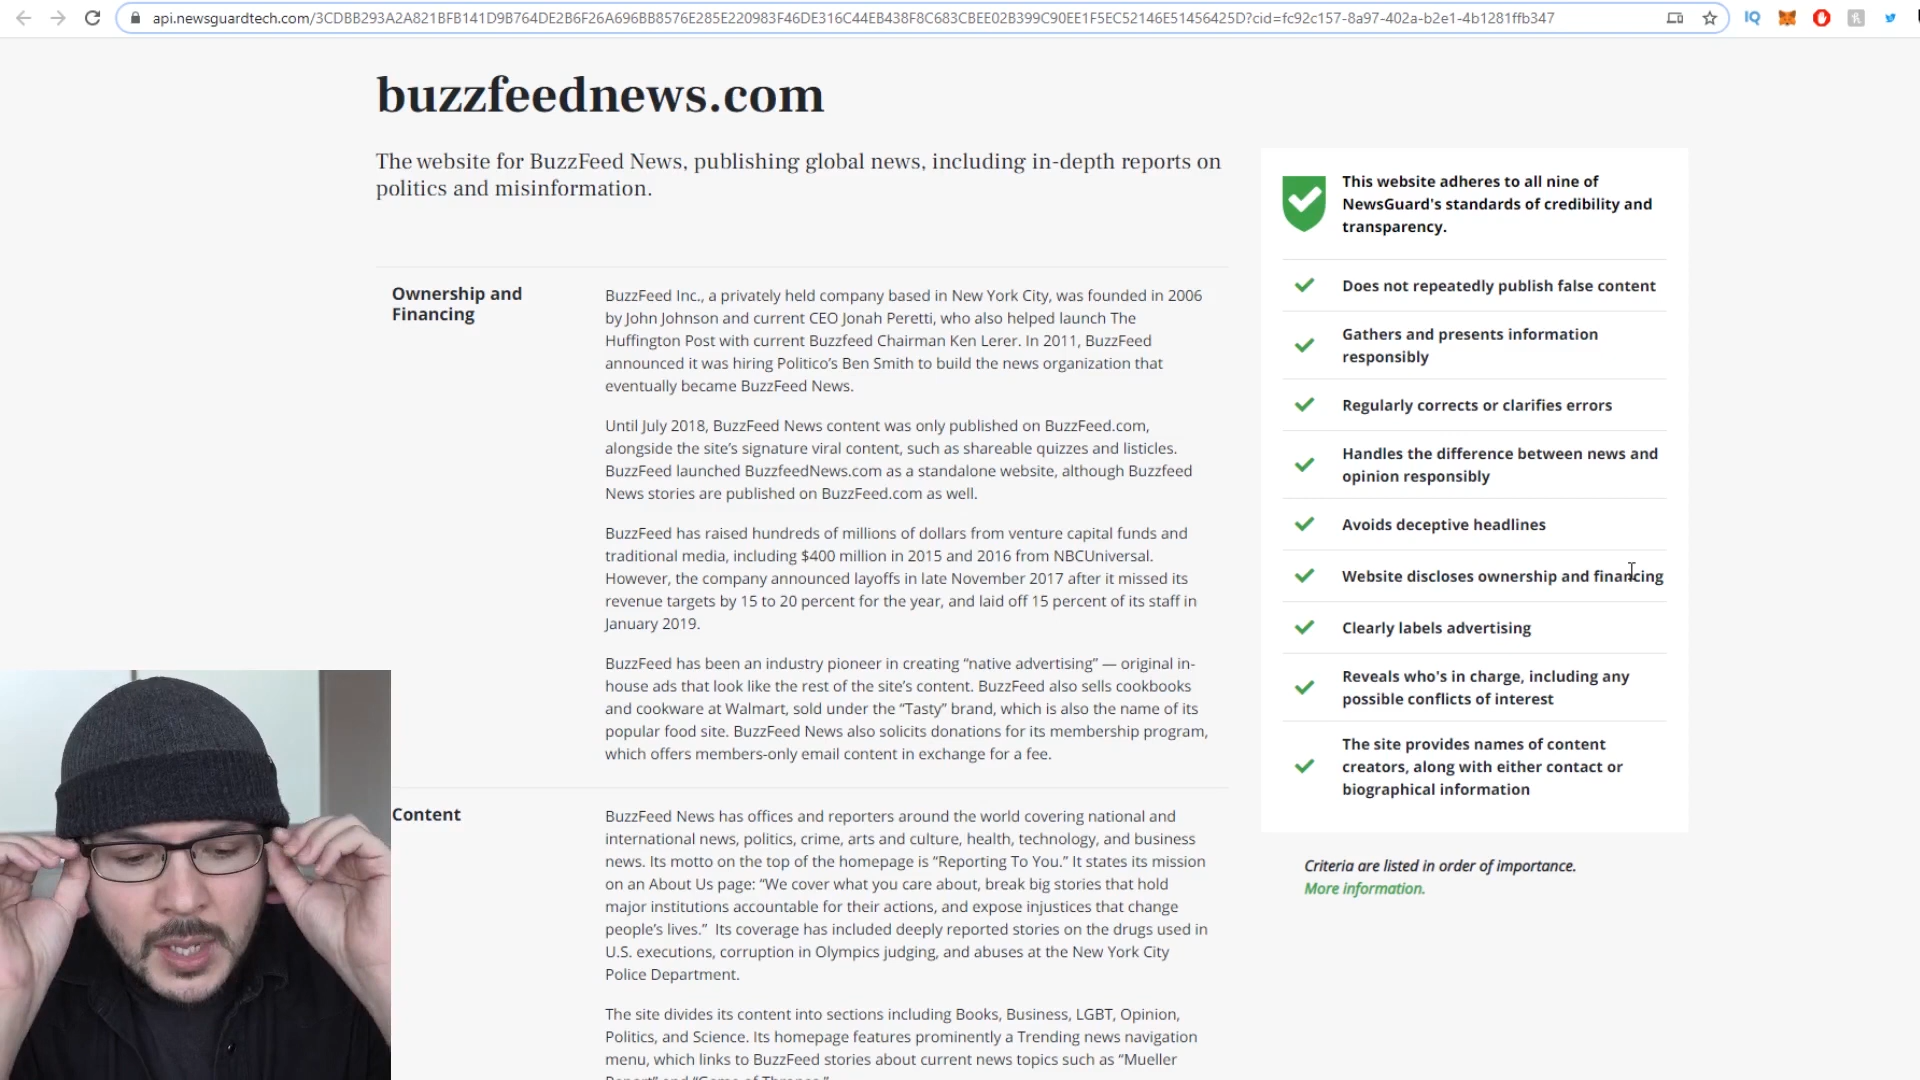 api.newsguardtech.com/3CDBB293A2A821BFB141D9B764DE2B6F26A696BB8576E285E220983F46DE316C44EB438F8C683CBEE02B399C90EE1F5EC52146E51456425D?cid=fc92c157-8a97-402a-b2e1-4b1281ffb347
buzzfeednews.com
The website for BuzzFeed News, publishing global news, including in-depth reports on
politics and misinformation.
Ownership and
Financing
BuzzFeed Inc., a privately held company based in New York City, was founded in 2006
by John Johnson and current CEO Jonah Peretti, who also helped launch The
Huffington Post with current Buzzfeed Chairman Ken Lerer. In 2011, BuzzFeed
announced it was hiring Politico’s Ben Smith to build the news organization that
eventually became BuzzFeed News.
Until July 2018, BuzzFeed News content was only published on BuzzFeed.com,
alongside the site’s signature viral content, such as shareable quizzes and listicles.
BuzzFeed launched BuzzfeedNews.com as a standalone website, although Buzzfeed
News stories are published on BuzzFeed.com as well.
BuzzFeed has raised hundreds of millions of dollars from venture capital funds and
traditional media, including $400 million in 2015 and 2016 from NBCUniversal.
However, the company announced layoffs in late November 2017 after it missed its
revenue targets by 15 to 20 percent for the year, and laid off 15 percent of its staff in
January 2019.
BuzzFeed has been an industry pioneer in creating “native advertising” — original in-
house ads that look like the rest of the site’s content. BuzzFeed also sells cookbooks
and cookware at Walmart, sold under the “Tasty” brand, which is also the name of its
popular food site. BuzzFeed News also solicits donations for its membership program,
which offers members-only email content in exchange for a fee.
Content
BuzzFeed News has offices and reporters around the world covering national and
international news, politics, crime, arts and culture, health, technology, and business
news. Its motto on the top of the homepage is “Reporting To You.” It states its mission
on an About Us page: “We cover what you care about, break big stories that hold
major institutions accountable for their actions, and expose injustices that change
people’s lives.”  Its coverage has included deeply reported stories on the drugs used in
U.S. executions, corruption in Olympics judging, and abuses at the New York City
Police Department.
The site divides its content into sections including Books, Business, LGBT, Opinion,
Politics, and Science. Its homepage features prominently a Trending news navigation
menu, which links to BuzzFeed stories about current news topics such as “Mueller
Report” and “Game of Thrones.”
This website adheres to all nine of
NewsGuard's standards of credibility and
transparency.
Does not repeatedly publish false content
Gathers and presents information
responsibly
Regularly corrects or clarifies errors
Handles the difference between news and
opinion responsibly
Avoids deceptive headlines
Website discloses ownership and financing
Clearly labels advertising
Reveals who's in charge, including any
possible conflicts of interest
The site provides names of content
creators, along with either contact or
biographical information
Criteria are listed in order of importance.
More information.
IQ